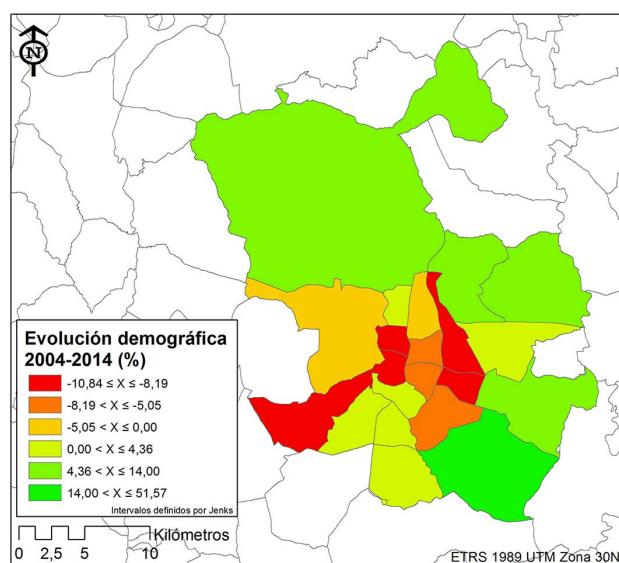 N
Evolución demográfica
2004-2014 (%)
-10,84 ≤ X ≤ -8,19
-8,19 < X ≤ -5,05
-5,05 < X ≤ 0,00
0,00 < X ≤ 4,36
4,36 < X ≤ 14,00
14,00 < X ≤ 51,57
Intervalos definidos por Jenks
Kilómetros
0 2,5 5 10
ETRS 1989 UTM Zona 30N